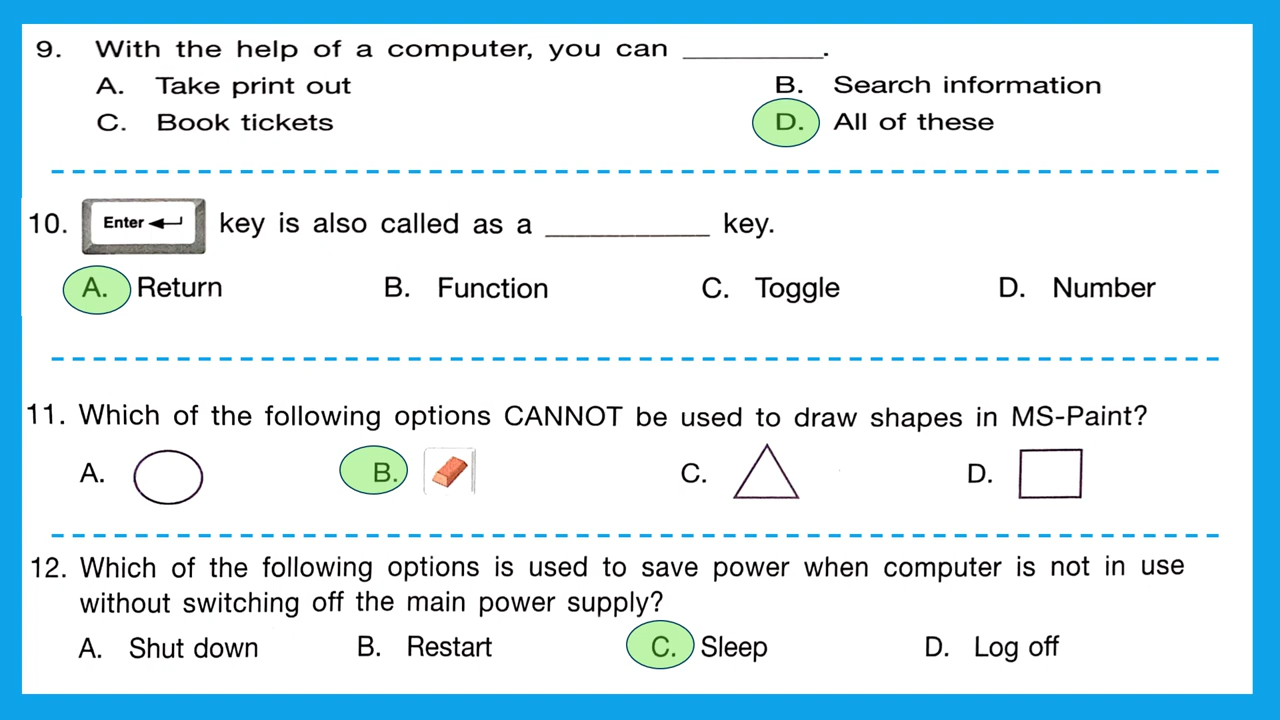 9. With the help of a computer, you can __________.
A. Take print out B. Search information
C. Book tickets D. All of these
10. Enter key is also called as a __________ key.
A. Return B. Function C. Toggle D. Number
11. Which of the following options CANNOT be used to draw shapes in MS-Paint?
A. B. C. D.
12. Which of the following options is used to save power when computer is not in use
without switching off the main power supply?
A. Shut down B. Restart C. Sleep D. Log off